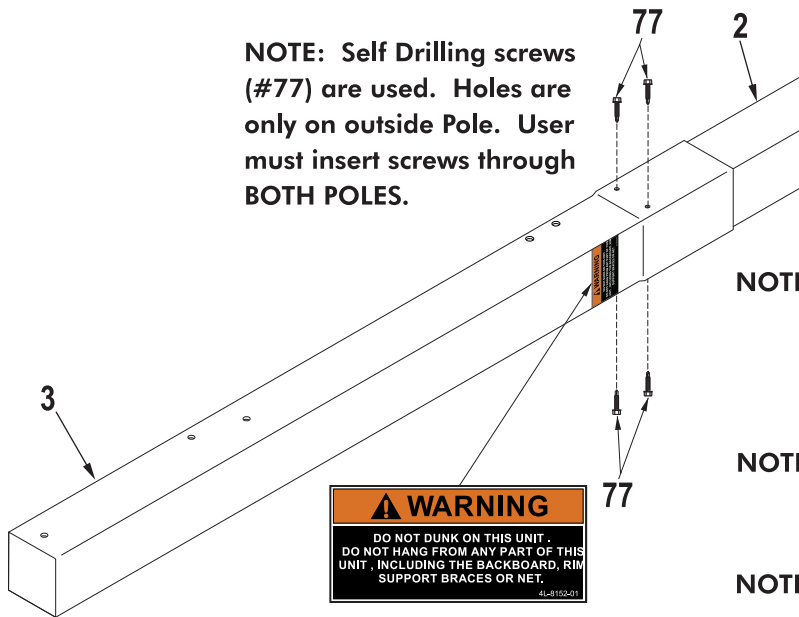 77
2
NOTE: Self Drilling screws
(#77) are used. Holes are
only on outside Pole. User
must insert screws through
BOTH POLES.
WARNING
3
77
WARNING
DO NOT DUNK ON THIS UNIT .
DO NOT HANG FROM ANY PART OF THIS
UNIT , INCLUDING THE BACKBOARD, RIM
SUPPORT BRACES OR NET.
4L-8152-01